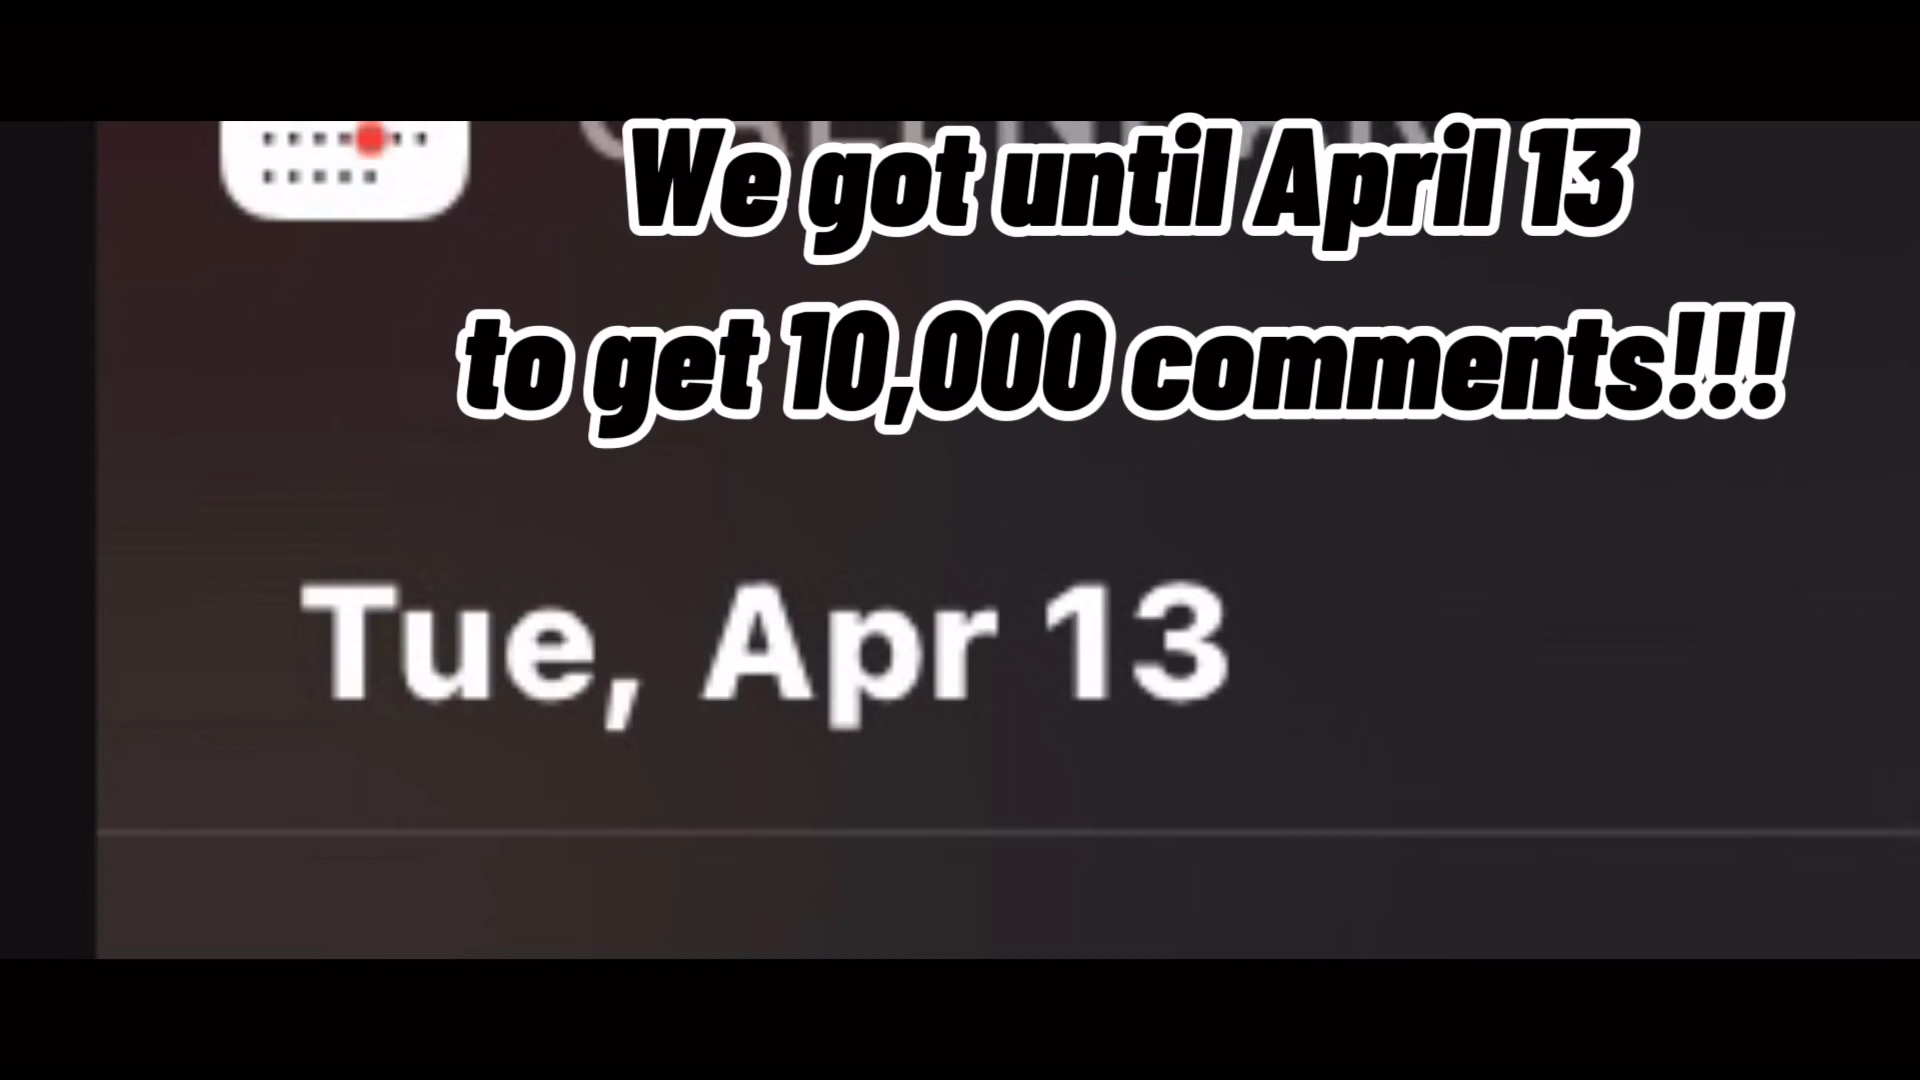 We got until April 13
to get 10,000 comments!!!
Tue, Apr 13